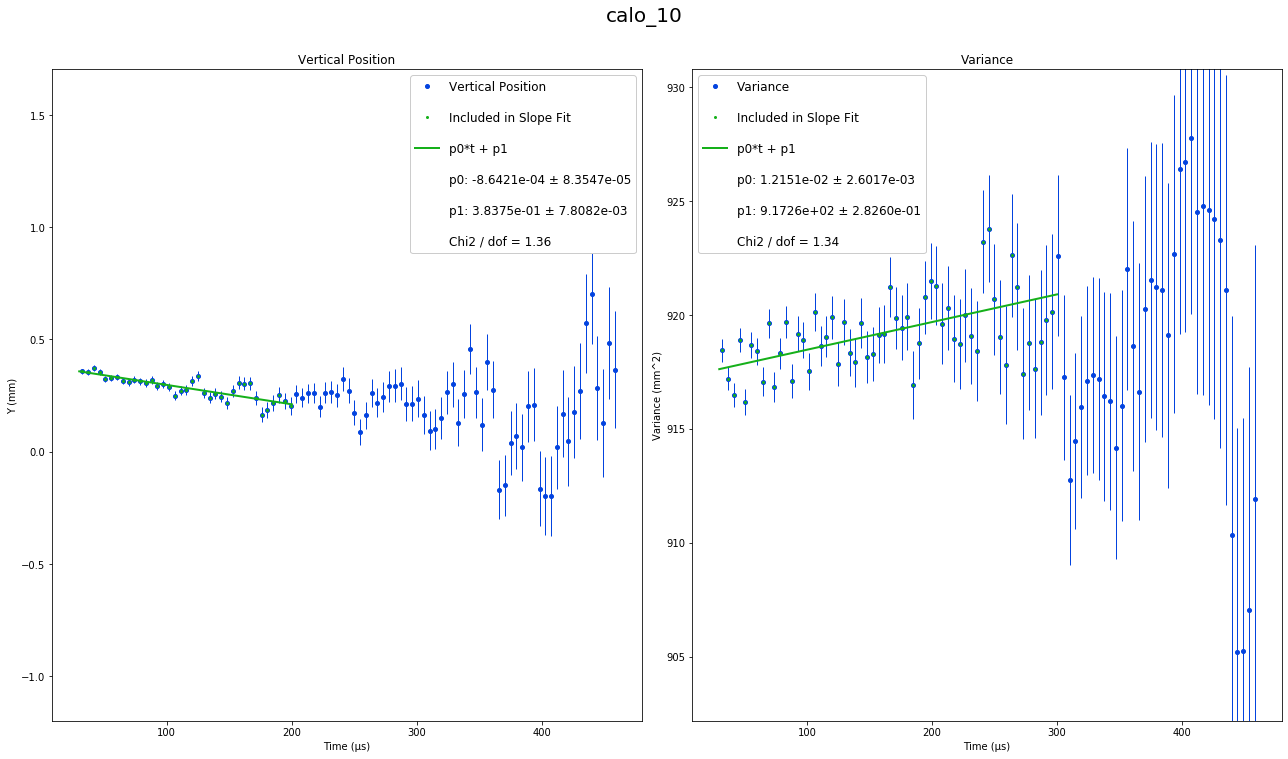 calo_10
Vertical Position
Vertical Position
Included in Slope Fit
p0*t + p1
p0: -8.6421e-04 ± 8.3547e-05
p1: 3.8375e-01 ± 7.8082e-03
Chi2 / dof = 1.36
1.5
1.0
0.5
0.0
−0.5
−1.0
Y (mm)
100
200
300
400
Time (μs)
Variance
Variance
Included in Slope Fit
p0*t + p1
p0: 1.2151e-02 ± 2.6017e-03
p1: 9.1726e+02 ± 2.8260e-01
Chi2 / dof = 1.34
930
925
920
915
910
905
Variance (mm^2)
100
200
300
400
Time (μs)